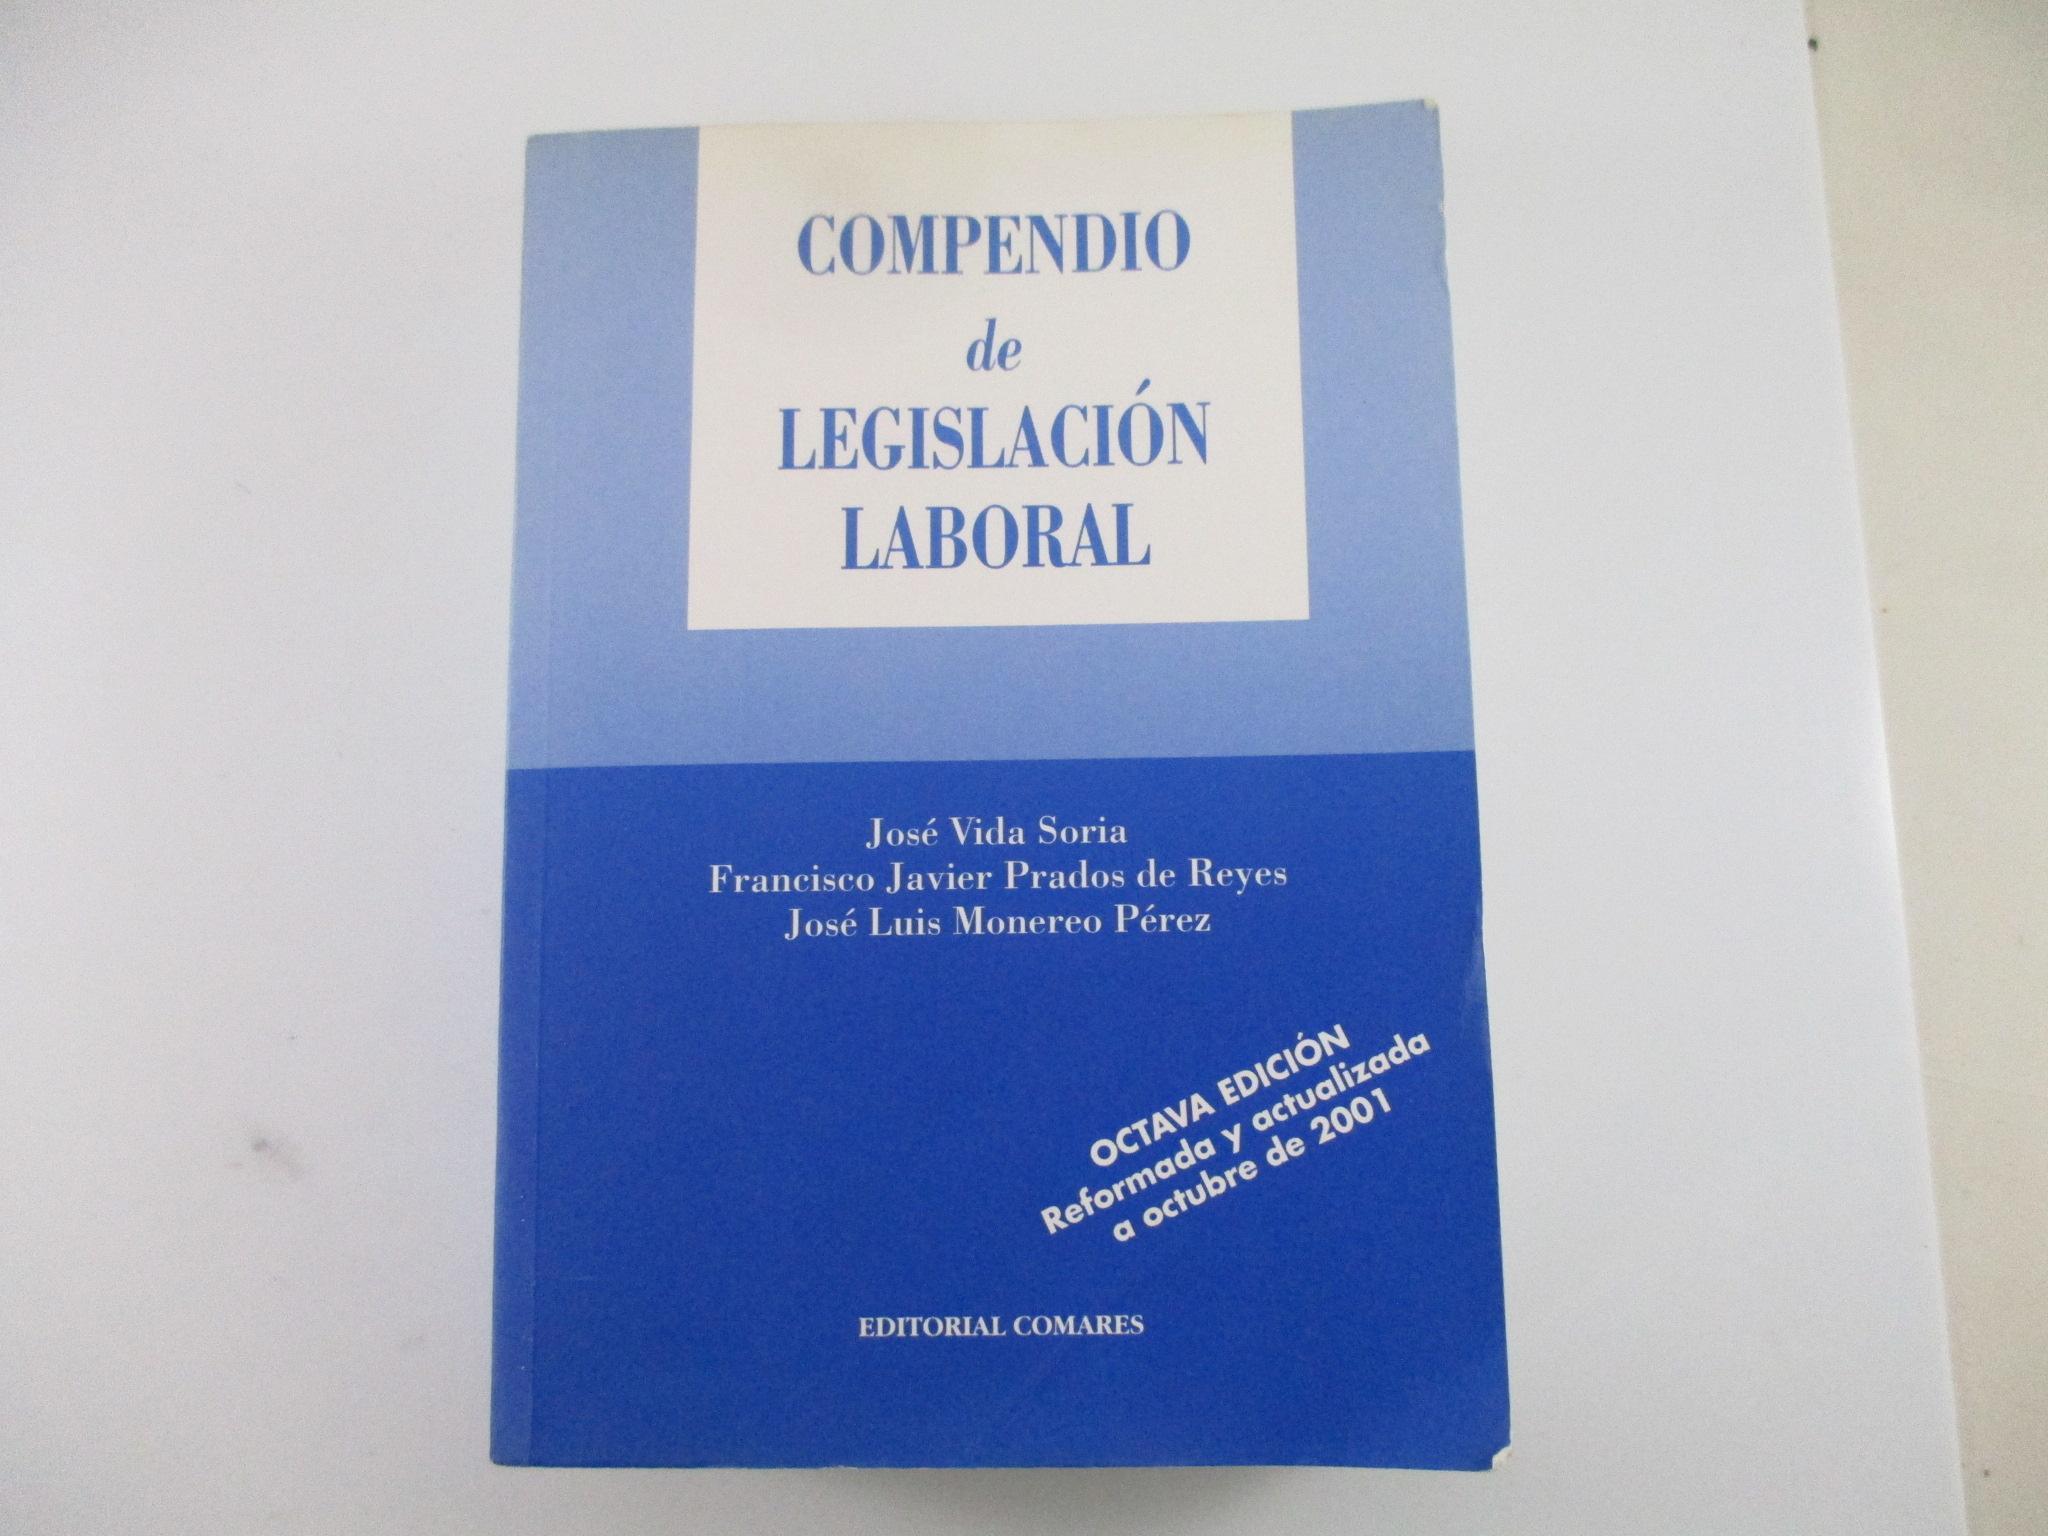 COMPENDIO
de
LEGISLACIÓN
LABORAL
José Vida Soria
Francisco Javier Prados de Reyes
José Luis Monereo Pérez
OCTAVA EDICIÓN
Reformada y actualizada
a octubre de 2001
EDITORIAL COMARES